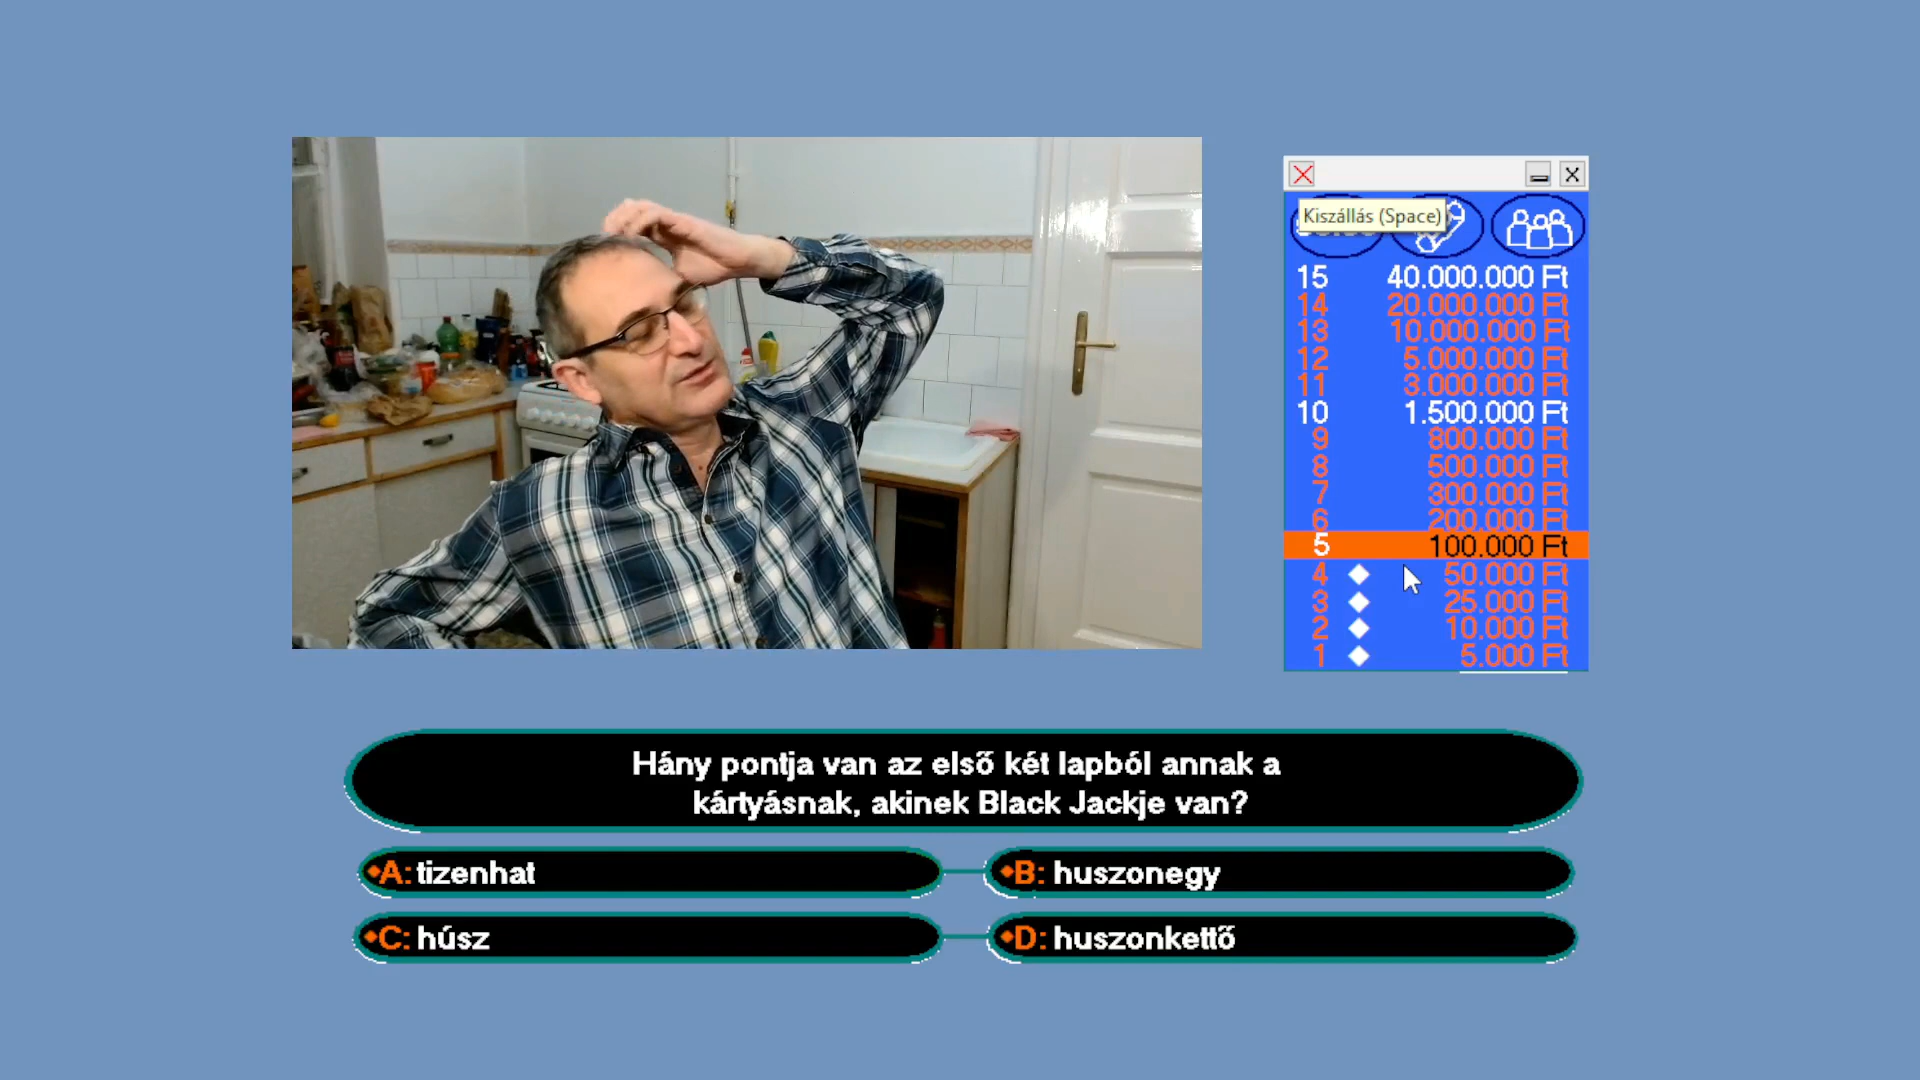 Kiszállás (Space)
15 40.000.000 Ft
14 20.000.000 Ft
13 10.000.000 Ft
12 5.000.000 Ft
11 3.000.000 Ft
10 1.500.000 Ft
9 800.000 Ft
8 500.000 Ft
7 300.000 Ft
6 200.000 Ft
5 100.000 Ft
4 50.000 Ft
3 25.000 Ft
2 10.000 Ft
1 5.000 Ft
Hány pontja van az elsõ két lapból annak a
kártyásnak, akinek Black Jackje van?
A: tizenhat
B: huszonegy
C: húsz
D: huszonkettõ